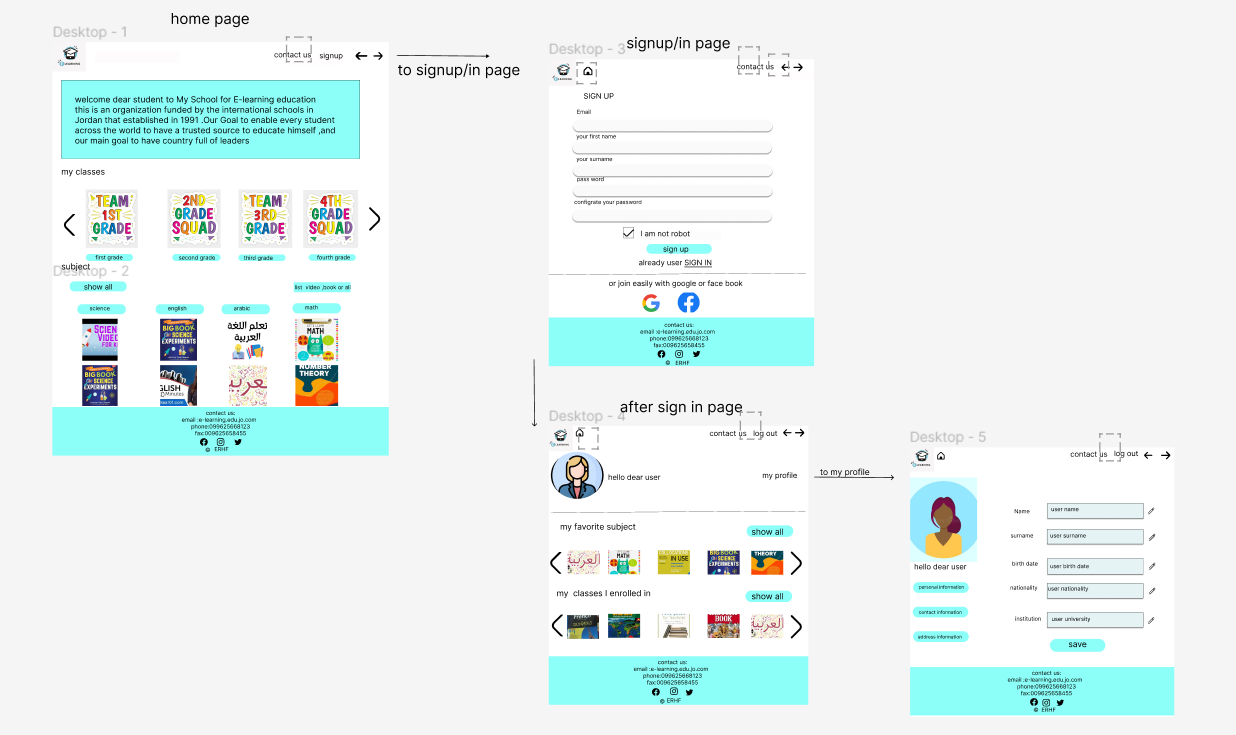 home page
Desktop - 1
contact us
signup
to signup/in page
welcome dear student to My School for E-learning education
this is an organization funded by the international schools in
Jordan that established in 1991 .Our Goal to enable every student
across the world to have a trusted source to educate himself ,and
our main goal to have country full of leaders
my classes
TEAM
1ST
GRADE
2ND
GRADE
SQUAD
TEAM
3RD
GRADE
4TH
GRADE
SQUAD
first grade
second grade
third grade
fourth grade
subject
Desktop - 2
show all
list video ,book or all
science
english
arabic
math
SCIEN
VIDEO
BIG BOOK
SCIENCE
EXPERIMENTS
تعلم اللغة
العربية
MATH
BIG BOOK
SCIENCE
EXPERIMENTS
GLISH
Minutes
NUMBER
THEORY
contact us:
email :e-learning.edu.jo.com
phone:099625668123
fax:009625658455
© ERHF
signup/in page
Desktop - 3
contact us
SIGN UP
Email
your first name
your surname
pass word
configrate your password
I am not robot
sign up
already user SIGN IN
or join easily with google or face book
contact us:
email :e-learning.edu.jo.com
phone:099625668123
fax:009625658455
© ERHF
after sign in page
Desktop - 4
contact us
log out
hello dear user
my profile
my favorite subject
show all
العربية
MATH
IN USE
BIG BOOK
SCIENCE
EXPERIMENTS
THEORY
my classes I enrolled in
show all
BOOK
العربية
contact us:
email :e-learning.edu.jo.com
phone:099625668123
fax:009625658455
© ERHF
to my profile
Desktop - 5
contact us
log out
hello dear user
personal information
contact information
address information
Name
user name
surname
user surname
birth date
user birth date
nationality
user nationality
institution
user university
save
contact us:
email :e-learning.edu.jo.com
phone:099625668123
fax:009625658455
© ERHF